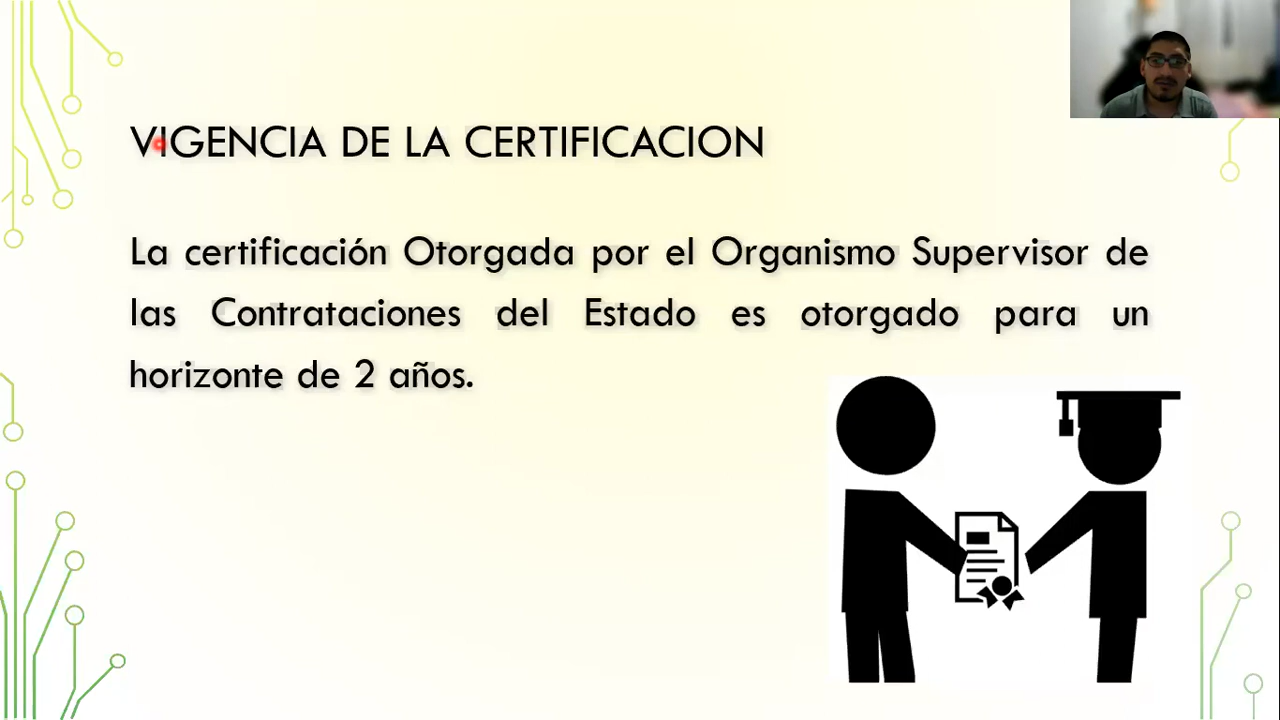 VIGENCIA DE LA CERTIFICACION
La certificación Otorgada por el Organismo Supervisor de
las Contrataciones del Estado es otorgado para un
horizonte de 2 años.